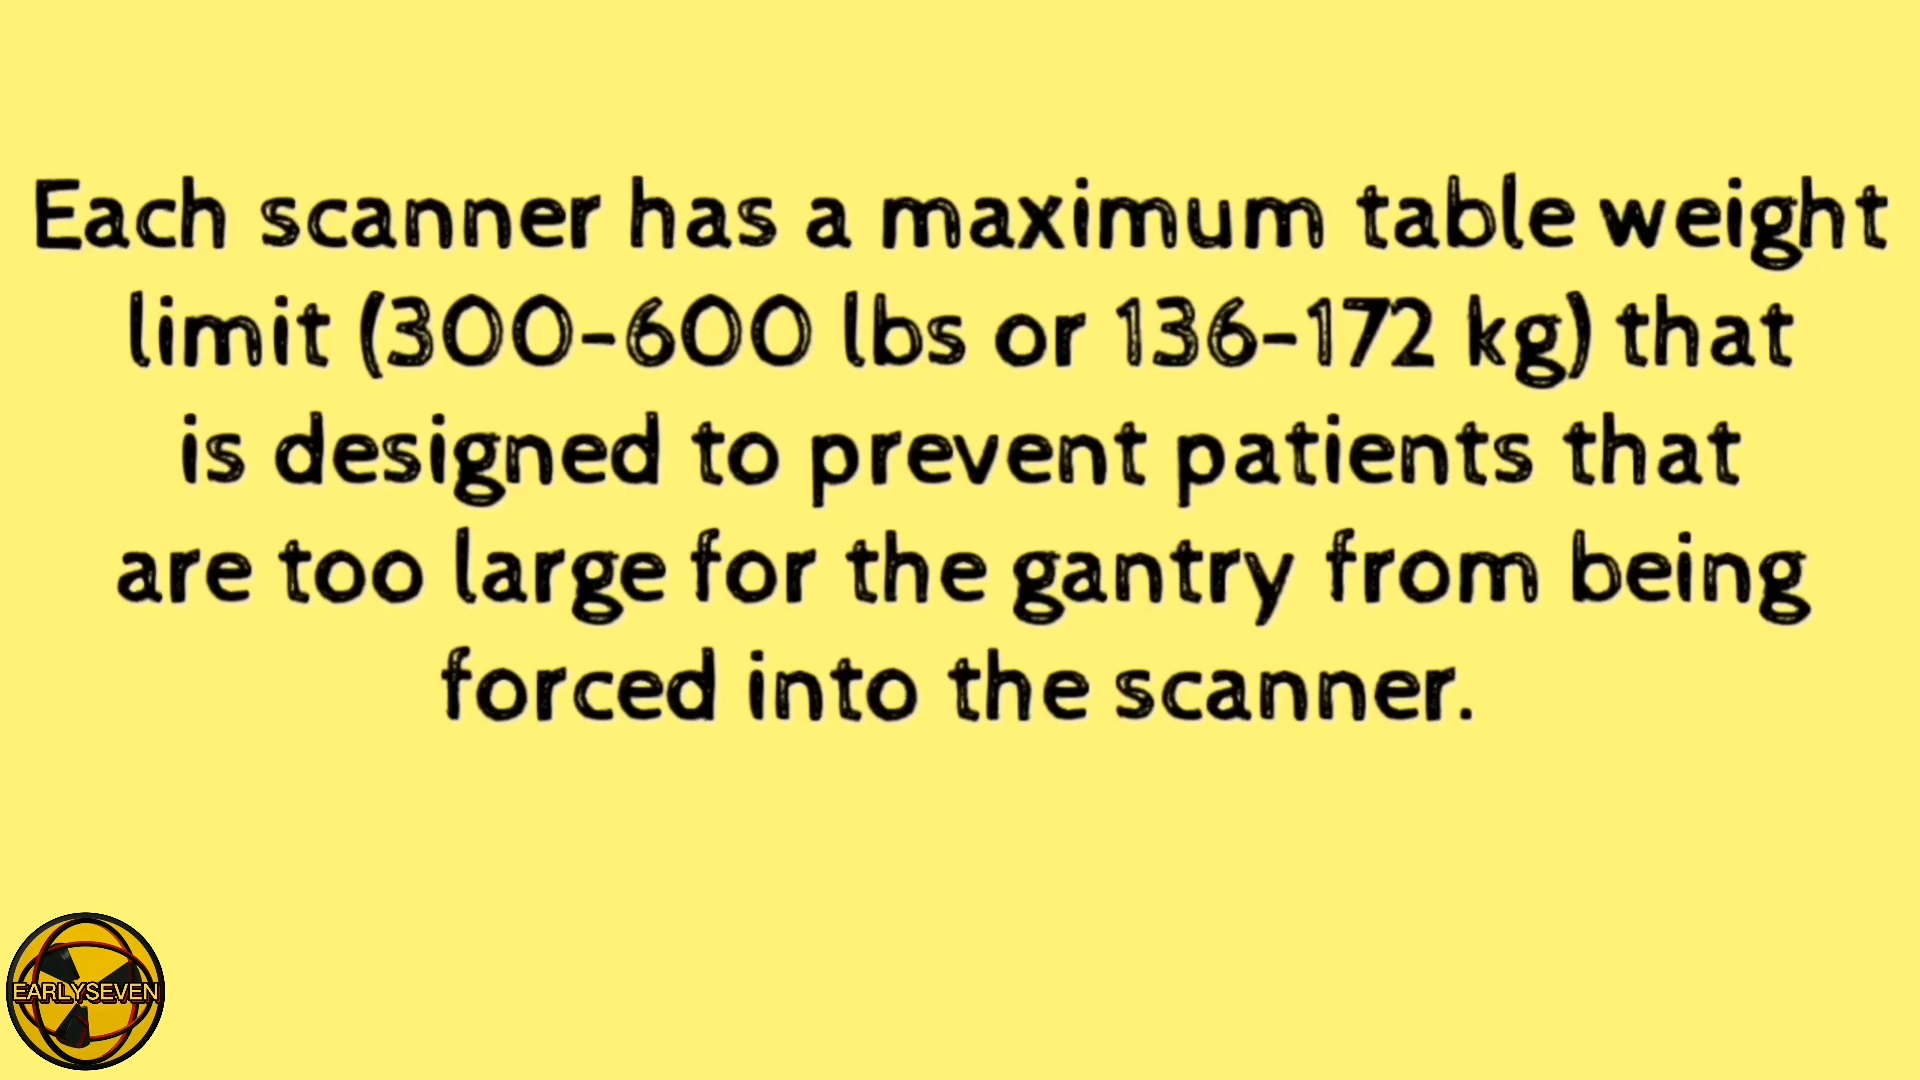 Each scanner has a maximum table weight
limit (300-600 lbs or 136-172 kg) that
is designed to prevent patients that
are too large for the gantry from being
forced into the scanner.
EARLYSEVEN